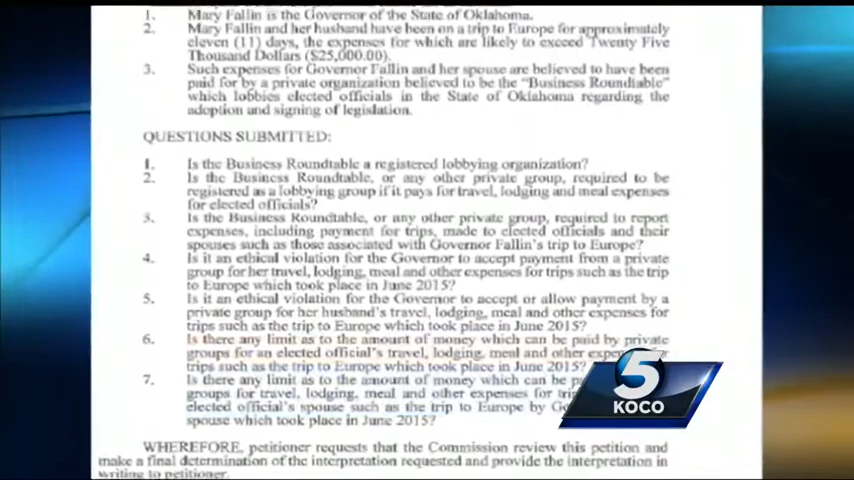 1. Mary Fallin is the Governor of the State of Oklahoma.
2. Mary Fallin and her husband have been on a trip to Europe for approximately
eleven (11) days, the expenses for which are likely to exceed Twenty Five
Thousand Dollars ($25,000.00).
3. Such expenses for Governor Fallin and her spouse are believed to have been
paid for by a private organization believed to be the "Business Roundtable"
which lobbies elected officials in the State of Oklahoma regarding the
adoption and signing of legislation.
QUESTIONS SUBMITTED:
1. Is the Business Roundtable a registered lobbying organization?
2. Is the Business Roundtable, or any other private group, required to be
registered as a lobbying group if it pays for travel, lodging and meal expenses
for elected officials?
3. Is the Business Roundtable, or any other private group, required to report
expenses, including payment for trips, made to elected officials and their
spouses such as those associated with Governor Fallin's trip to Europe?
4. Is it an ethical violation for the Governor to accept payment from a private
group for her travel, lodging, meal and other expenses for trips such as the trip
to Europe which took place in June 2015?
5. Is it an ethical violation for the Governor to accept or allow payment by a
private group for her husband's travel, lodging, meal and other expenses for
trips such as the trip to Europe which took place in June 2015?
6. Is there any limit as to the amount of money which can be paid by private
groups for an elected official's travel, lodging, meal and other
trips such as the trip to Europe which took place in June 2015?
7. Is there any limit as to the amount of money which can be
groups for travel, lodging, meal and other expenses for
elected official's spouse such as the trip to Europe by
spouse which took place in June 2015?
WHEREFORE, petitioner requests that the Commission review this petition and
make a final determination of the interpretation requested and provide the interpretation in
writing to petitioner.
5
KOCO